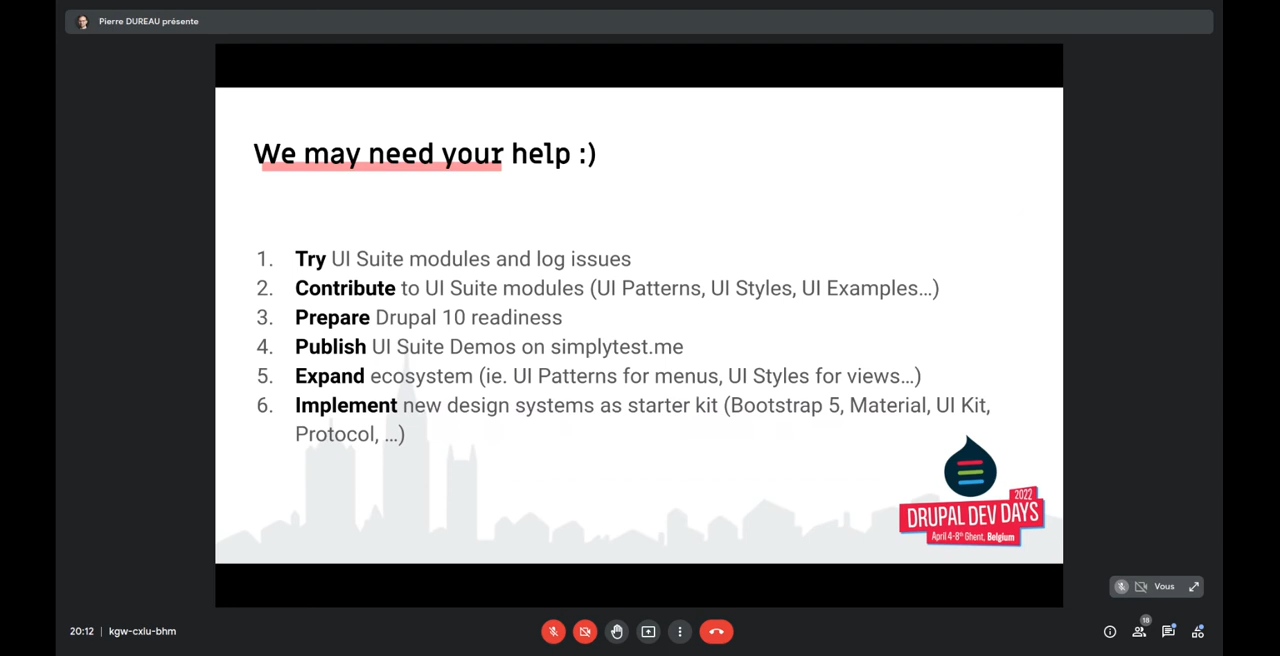 Pierre DUREAU présente
We may need your help :)
1. Try UI Suite modules and log issues
2. Contribute to UI Suite modules (UI Patterns, UI Styles, UI Examples…)
3. Prepare Drupal 10 readiness
4. Publish UI Suite Demos on simplytest.me
5. Expand ecosystem (ie. UI Patterns for menus, UI Styles for views…)
6. Implement new design systems as starter kit (Bootstrap 5, Material, UI Kit,
Protocol, …)
2022
DRUPAL DEV DAYS
April 4-8th Ghent, Belgium
Vous
20:12 | kgw-cxiu-bhm
18